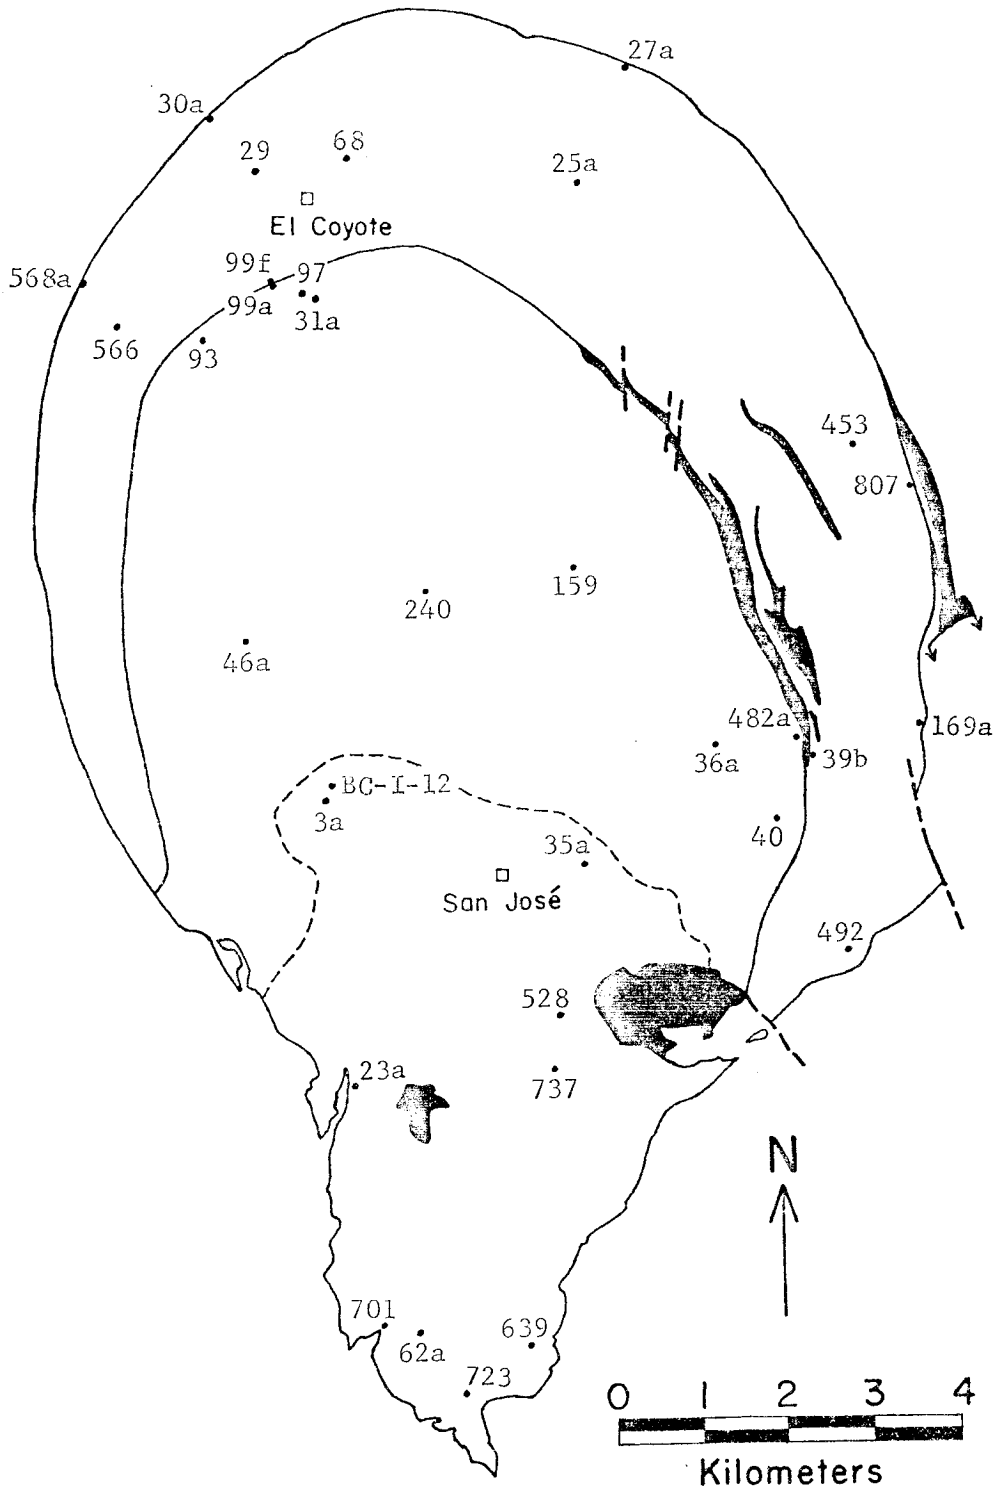 27a
30a
68
29
25a
El Coyote
99f
97
568a
99a
31a
566
93
453
807
159
240
46a
482a
169a
36a
39b
BC-I-12
3a
40
35a
San José
492
528
23a
737
N
701
639
62a
723
0 1 2 3 4
Kilometers